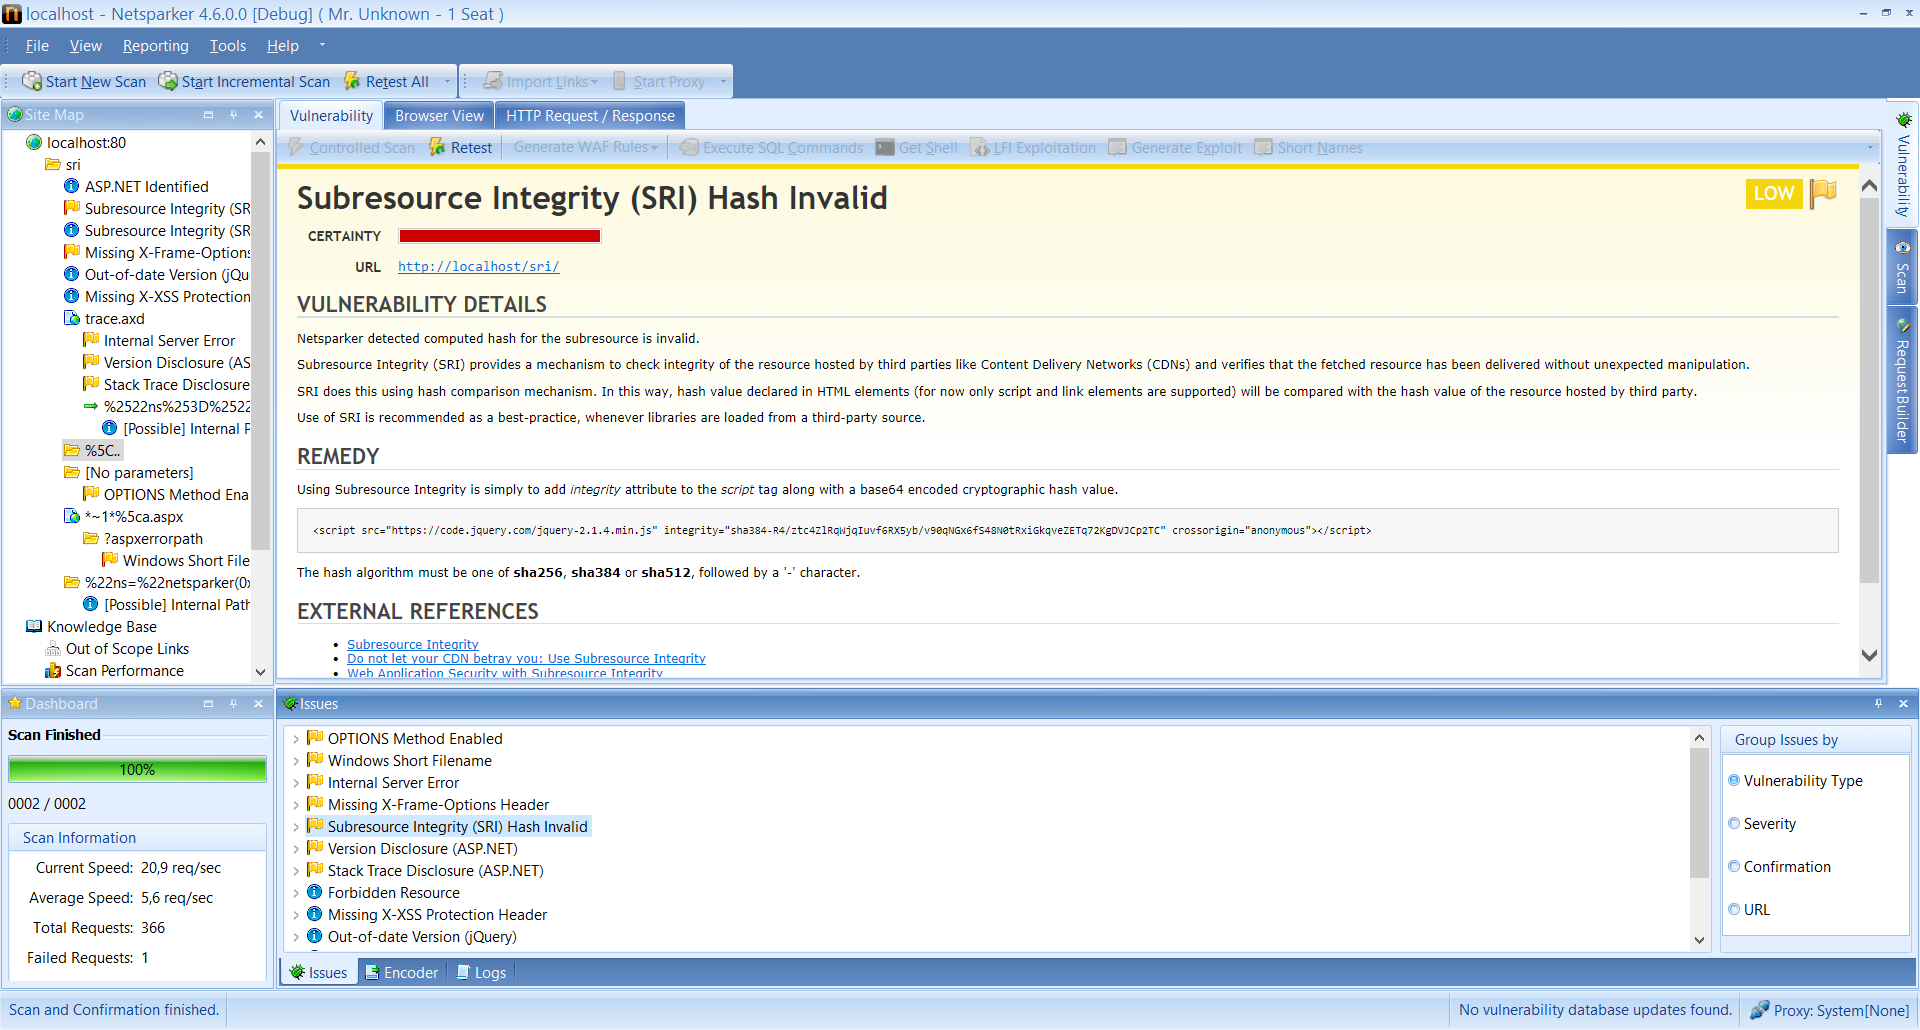 localhost - Netsparker 4.6.0.0 [Debug] ( Mr. Unknown - 1 Seat )
File View Reporting Tools Help
Start New Scan Start Incremental Scan Retest All Import Links Start Proxy
Site Map
localhost:80
sri
ASP.NET Identified
Subresource Integrity (SR
Subresource Integrity (SR
Missing X-Frame-Options
Out-of-date Version (jQu
Missing X-XSS Protection
trace.axd
Internal Server Error
Version Disclosure (AS
Stack Trace Disclosure
%2522ns%253D%2522
[Possible] Internal P
%5C..
[No parameters]
OPTIONS Method Ena
*~1*%5ca.aspx
?aspxerrorpath
Windows Short File
%22ns=%22netsparker(0x
[Possible] Internal Path
Knowledge Base
Out of Scope Links
Scan Performance
Vulnerability Browser View HTTP Request / Response
Controlled Scan Retest Generate WAF Rules Execute SQL Commands Get Shell LFI Exploitation Generate Exploit Short Names
Subresource Integrity (SRI) Hash Invalid
LOW
CERTAINTY
URL http://localhost/sri/
VULNERABILITY DETAILS
Netsparker detected computed hash for the subresource is invalid.
Subresource Integrity (SRI) provides a mechanism to check integrity of the resource hosted by third parties like Content Delivery Networks (CDNs) and verifies that the fetched resource has been delivered without unexpected manipulation.
SRI does this using hash comparison mechanism. In this way, hash value declared in HTML elements (for now only script and link elements are supported) will be compared with the hash value of the resource hosted by third party.
Use of SRI is recommended as a best-practice, whenever libraries are loaded from a third-party source.
REMEDY
Using Subresource Integrity is simply to add integrity attribute to the script tag along with a base64 encoded cryptographic hash value.
<script src="https://code.jquery.com/jquery-2.1.4.min.js" integrity="sha384-R4/ztc4ZlRqWjqIuvf6RX5yb/v90qNGx6fS48N0tRxiGkqveZETq72KgDVJCp2TC" crossorigin="anonymous"></script>
The hash algorithm must be one of sha256, sha384 or sha512, followed by a '-' character.
EXTERNAL REFERENCES
Subresource Integrity
Do not let your CDN betray you: Use Subresource Integrity
Web Application Security with Subresource Integrity
Vulnerability
Scan
Request Builder
Dashboard
Scan Finished
100%
0002 / 0002
Scan Information
Current Speed: 20,9 req/sec
Average Speed: 5,6 req/sec
Total Requests: 366
Failed Requests: 1
Issues
OPTIONS Method Enabled
Windows Short Filename
Internal Server Error
Missing X-Frame-Options Header
Subresource Integrity (SRI) Hash Invalid
Version Disclosure (ASP.NET)
Stack Trace Disclosure (ASP.NET)
Forbidden Resource
Missing X-XSS Protection Header
Out-of-date Version (jQuery)
Group Issues by
Vulnerability Type
Severity
Confirmation
URL
Issues Encoder Logs
Scan and Confirmation finished.
No vulnerability database updates found. Proxy: System[None]